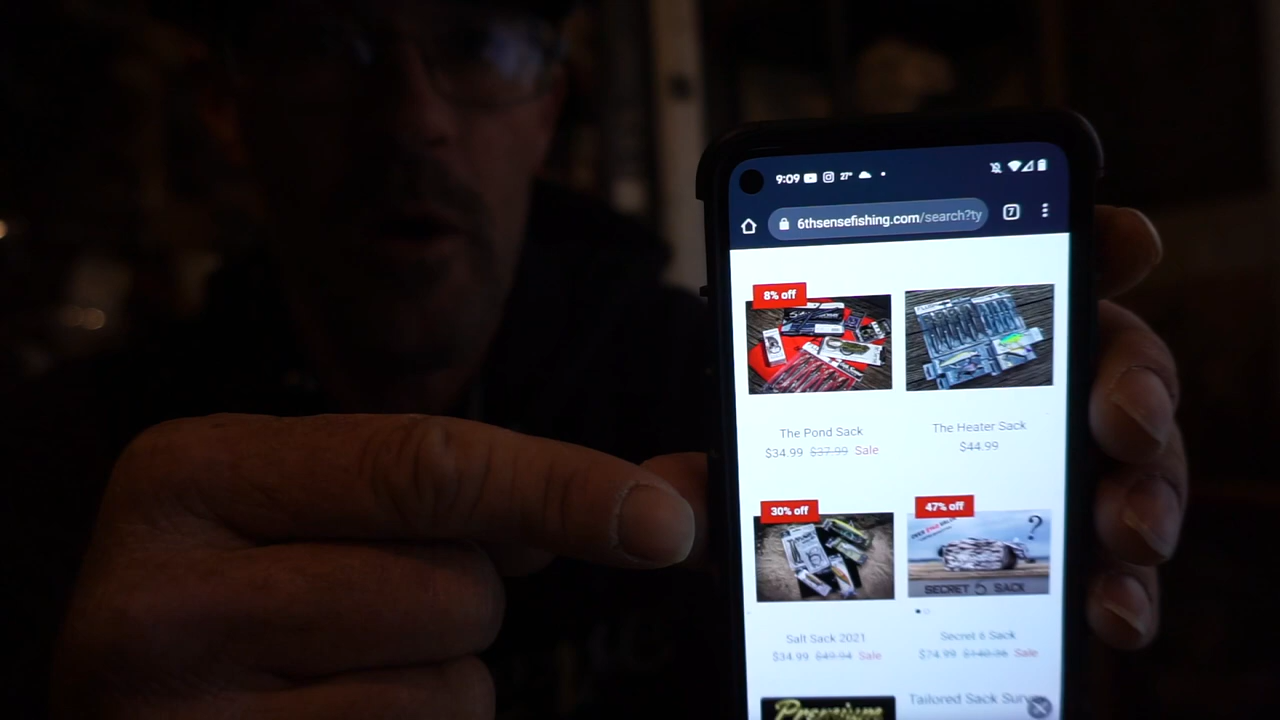 9:09 27°
6thsensefishing.com/search?ty 7
8% off
The Pond Sack
$34.99 $37.99 Sale
The Heater Sack
$44.99
30% off
47% off
?
SECRET 6 SACK
Salt Sack 2021
$34.99 $49.94 Sale
Secret 6 Sack
$74.99 $140.36 Sale
Premium
Tailored Sack Surv